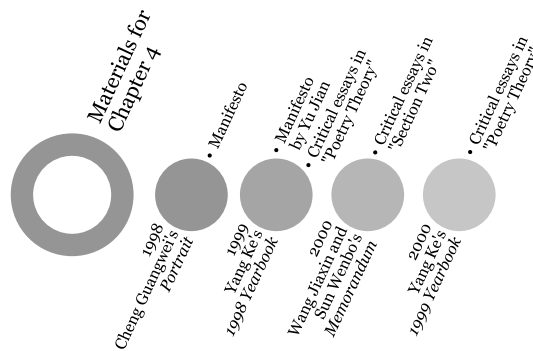 Materials for
Chapter 4
• Manifesto
1998
Cheng Guangwei's
Portrait
• Manifesto
by Yu Jian
• Critical essays in
"Poetry Theory"
1999
Yang Ke's
1998 Yearbook
• Critical essays in
"Section Two"
2000
Wang Jiaxin and
Sun Wenbo's
Memorandum
• Critical essays in
"Poetry Theory"
2000
Yang Ke's
1999 Yearbook